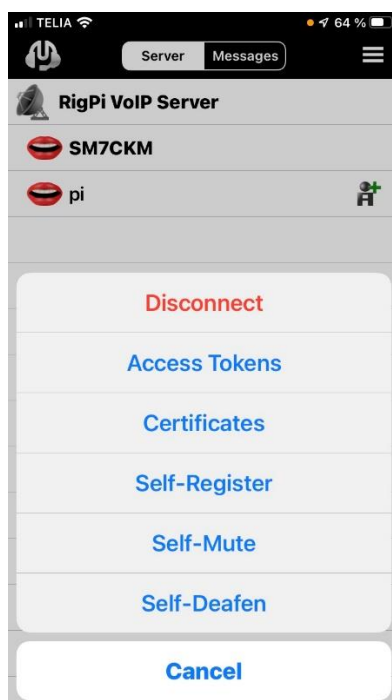 TELIA 64 %
Server Messages
RigPi VoIP Server
SM7CKM
pi
Disconnect
Access Tokens
Certificates
Self-Register
Self-Mute
Self-Deafen
Cancel